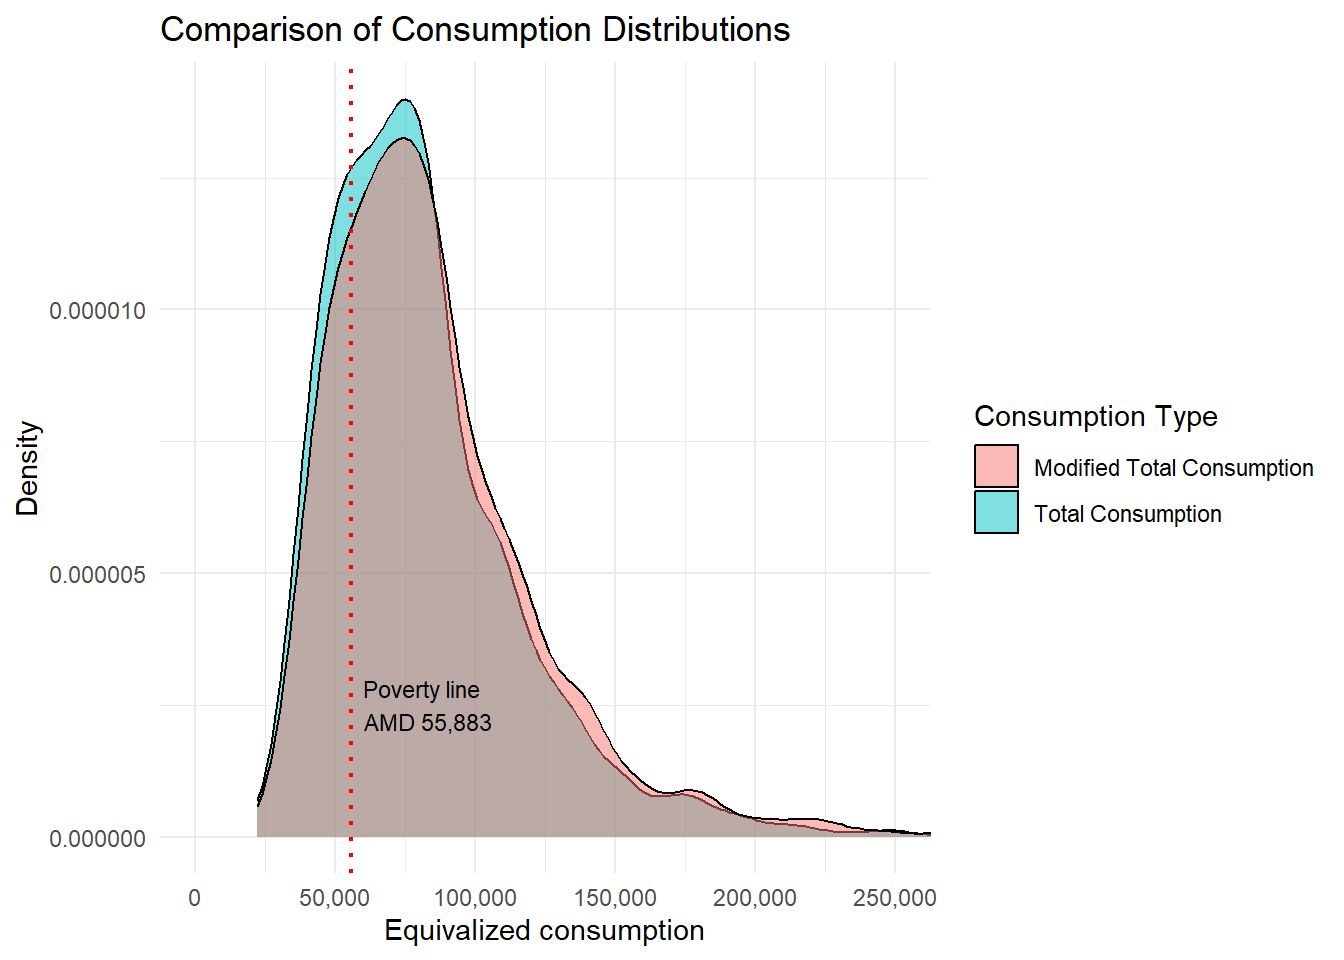 Comparison of Consumption Distributions
0.000010
0.000005
0.000000
Density
Poverty line
AMD 55,883
0
50,000
100,000
150,000
200,000
250,000
Equivalized consumption
Consumption Type
Modified Total Consumption
Total Consumption